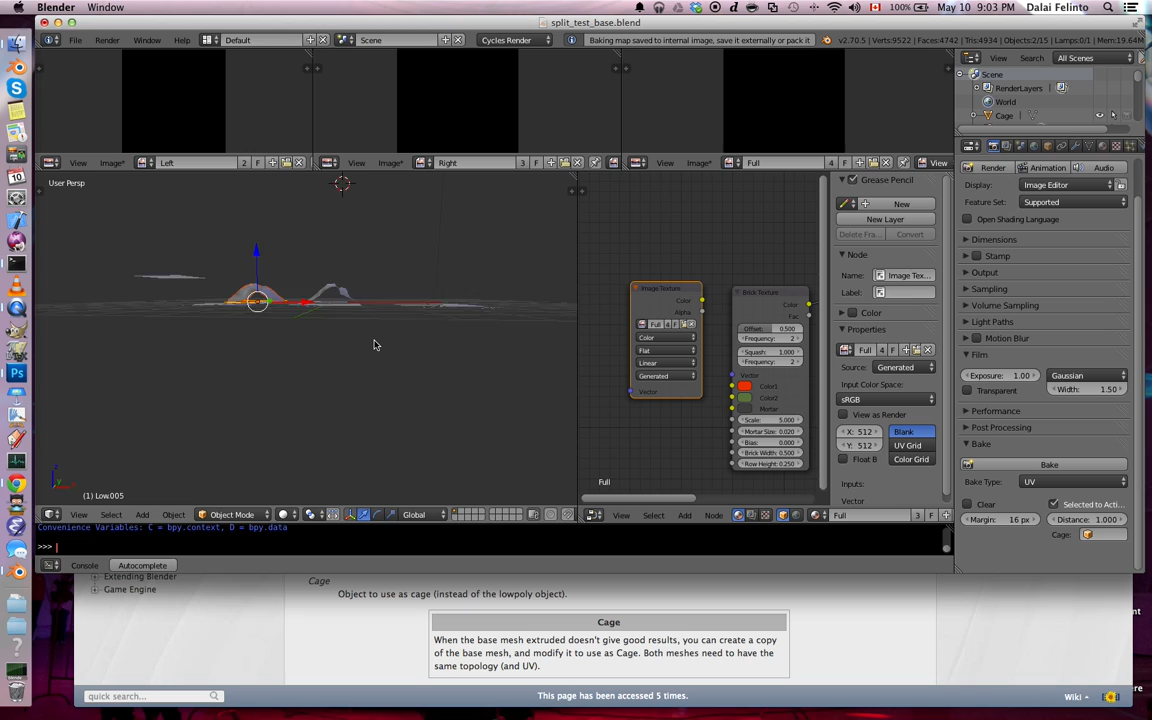 Blender Window 100% May 10 9:03 PM Dalai Felinto
split_test_base.blend
File Render Window Help Default Scene Cycles Render Baking map saved to internal image, save it externally or pack it v2.70.5 | Verts:9522 | Faces:4742 | Tris:4934 | Objects:2/15 | Lamps:0/1 | Mem:19.64M
View Search All Scenes
Scene
RenderLayers
World
Cage
View Image* Left 2 F View Image* Right 3 F View Image* Full 4 F View
Render Animation Audio
Display: Image Editor
Feature Set: Supported
Open Shading Language
Dimensions
Stamp
Output
Sampling
Volume Sampling
Light Paths
Motion Blur
Film
Exposure: 1.00 Gaussian
Transparent Width: 1.50
Performance
Post Processing
Bake
Bake
Bake Type: UV
Clear Selected to Acti...
Margin: 16 px Distance: 1.000
Cage:
User Persp
(1) Low.005
Image Texture
Color
Alpha
Full 4 F
Color
Flat
Linear
Generated
Vector
Brick Texture
Color
Fac
Offset: 0.500
Frequency: 2
Squash: 1.000
Frequency: 2
Vector
Color1
Color2
Mortar
Scale: 5.000
Mortar Size: 0.020
Bias: 0.000
Brick Width: 0.500
Row Height: 0.250
Full
Grease Pencil
New
New Layer
Delete Fra... Convert
Node
Name: Image Tex...
Label:
Color
Properties
Full 4 F
Source: Generated
Input Color Space:
sRGB
View as Render
X: 512 Blank
Y: 512 UV Grid
Float B Color Grid
Inputs:
Vector
View Select Add Object Object Mode Global View Select Add Node Full 3 F
Convenience Variables: C = bpy.context, D = bpy.data
>>>
Console Autocomplete
Extending Blender
Game Engine
Cage
Object to use as cage (instead of the lowpoly object).
Cage
When the base mesh extruded doesn't give good results, you can create a copy
of the base mesh, and modify it to use as Cage. Both meshes need to have the
same topology (and UV).
quick search... This page has been accessed 5 times. Wiki